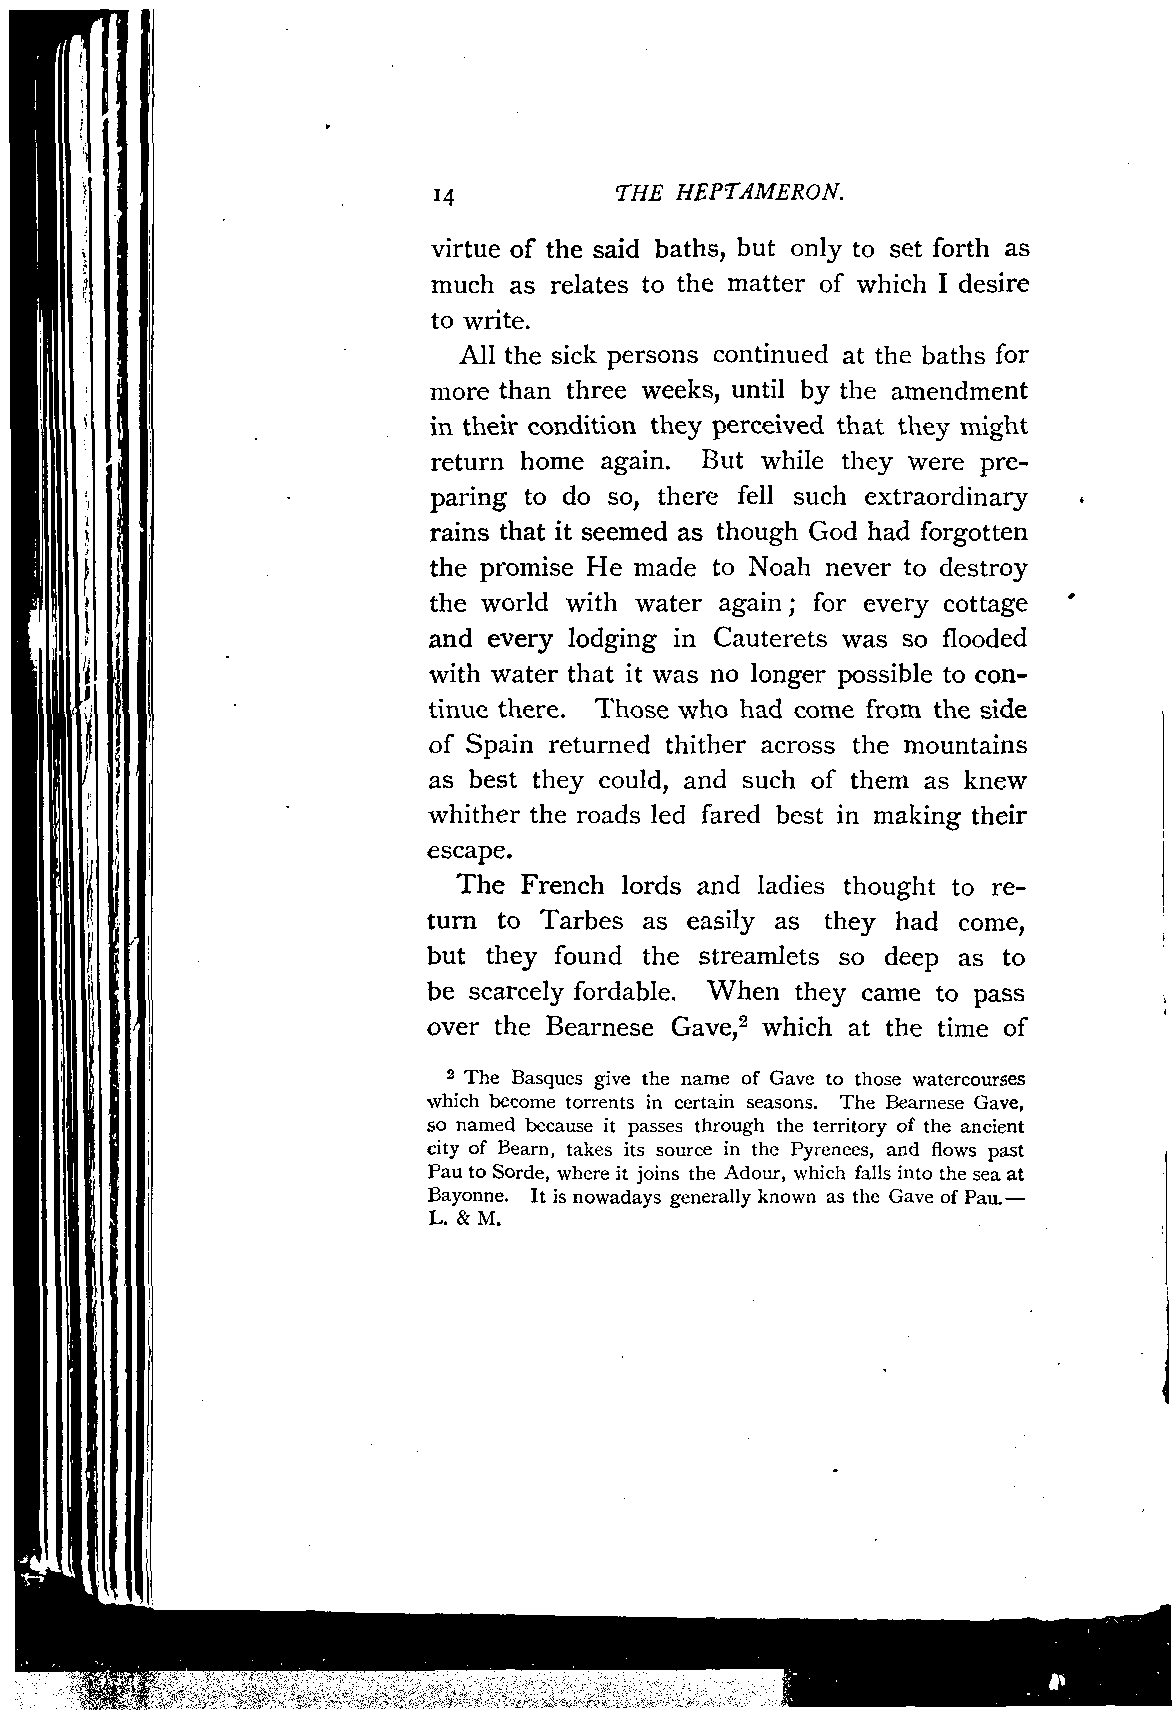 14 THE HEPTAMERON.
virtue of the said baths, but only to set forth as
much as relates to the matter of which I desire
to write.
All the sick persons continued at the baths for
more than three weeks, until by the amendment
in their condition they perceived that they might
return home again. But while they were pre-
paring to do so, there fell such extraordinary
rains that it seemed as though God had forgotten
the promise He made to Noah never to destroy
the world with water again; for every cottage
and every lodging in Cauterets was so flooded
with water that it was no longer possible to con-
tinue there. Those who had come from the side
of Spain returned thither across the mountains
as best they could, and such of them as knew
whither the roads led fared best in making their
escape.
The French lords and ladies thought to re-
turn to Tarbes as easily as they had come,
but they found the streamlets so deep as to
be scarcely fordable. When they came to pass
over the Bearnese Gave,² which at the time of
² The Basques give the name of Gave to those watercourses
which become torrents in certain seasons. The Bearnese Gave,
so named because it passes through the territory of the ancient
city of Bearn, takes its source in the Pyrenees, and flows past
Pau to Sorde, where it joins the Adour, which falls into the sea at
Bayonne. It is nowadays generally known as the Gave of Pau.—
L. & M.